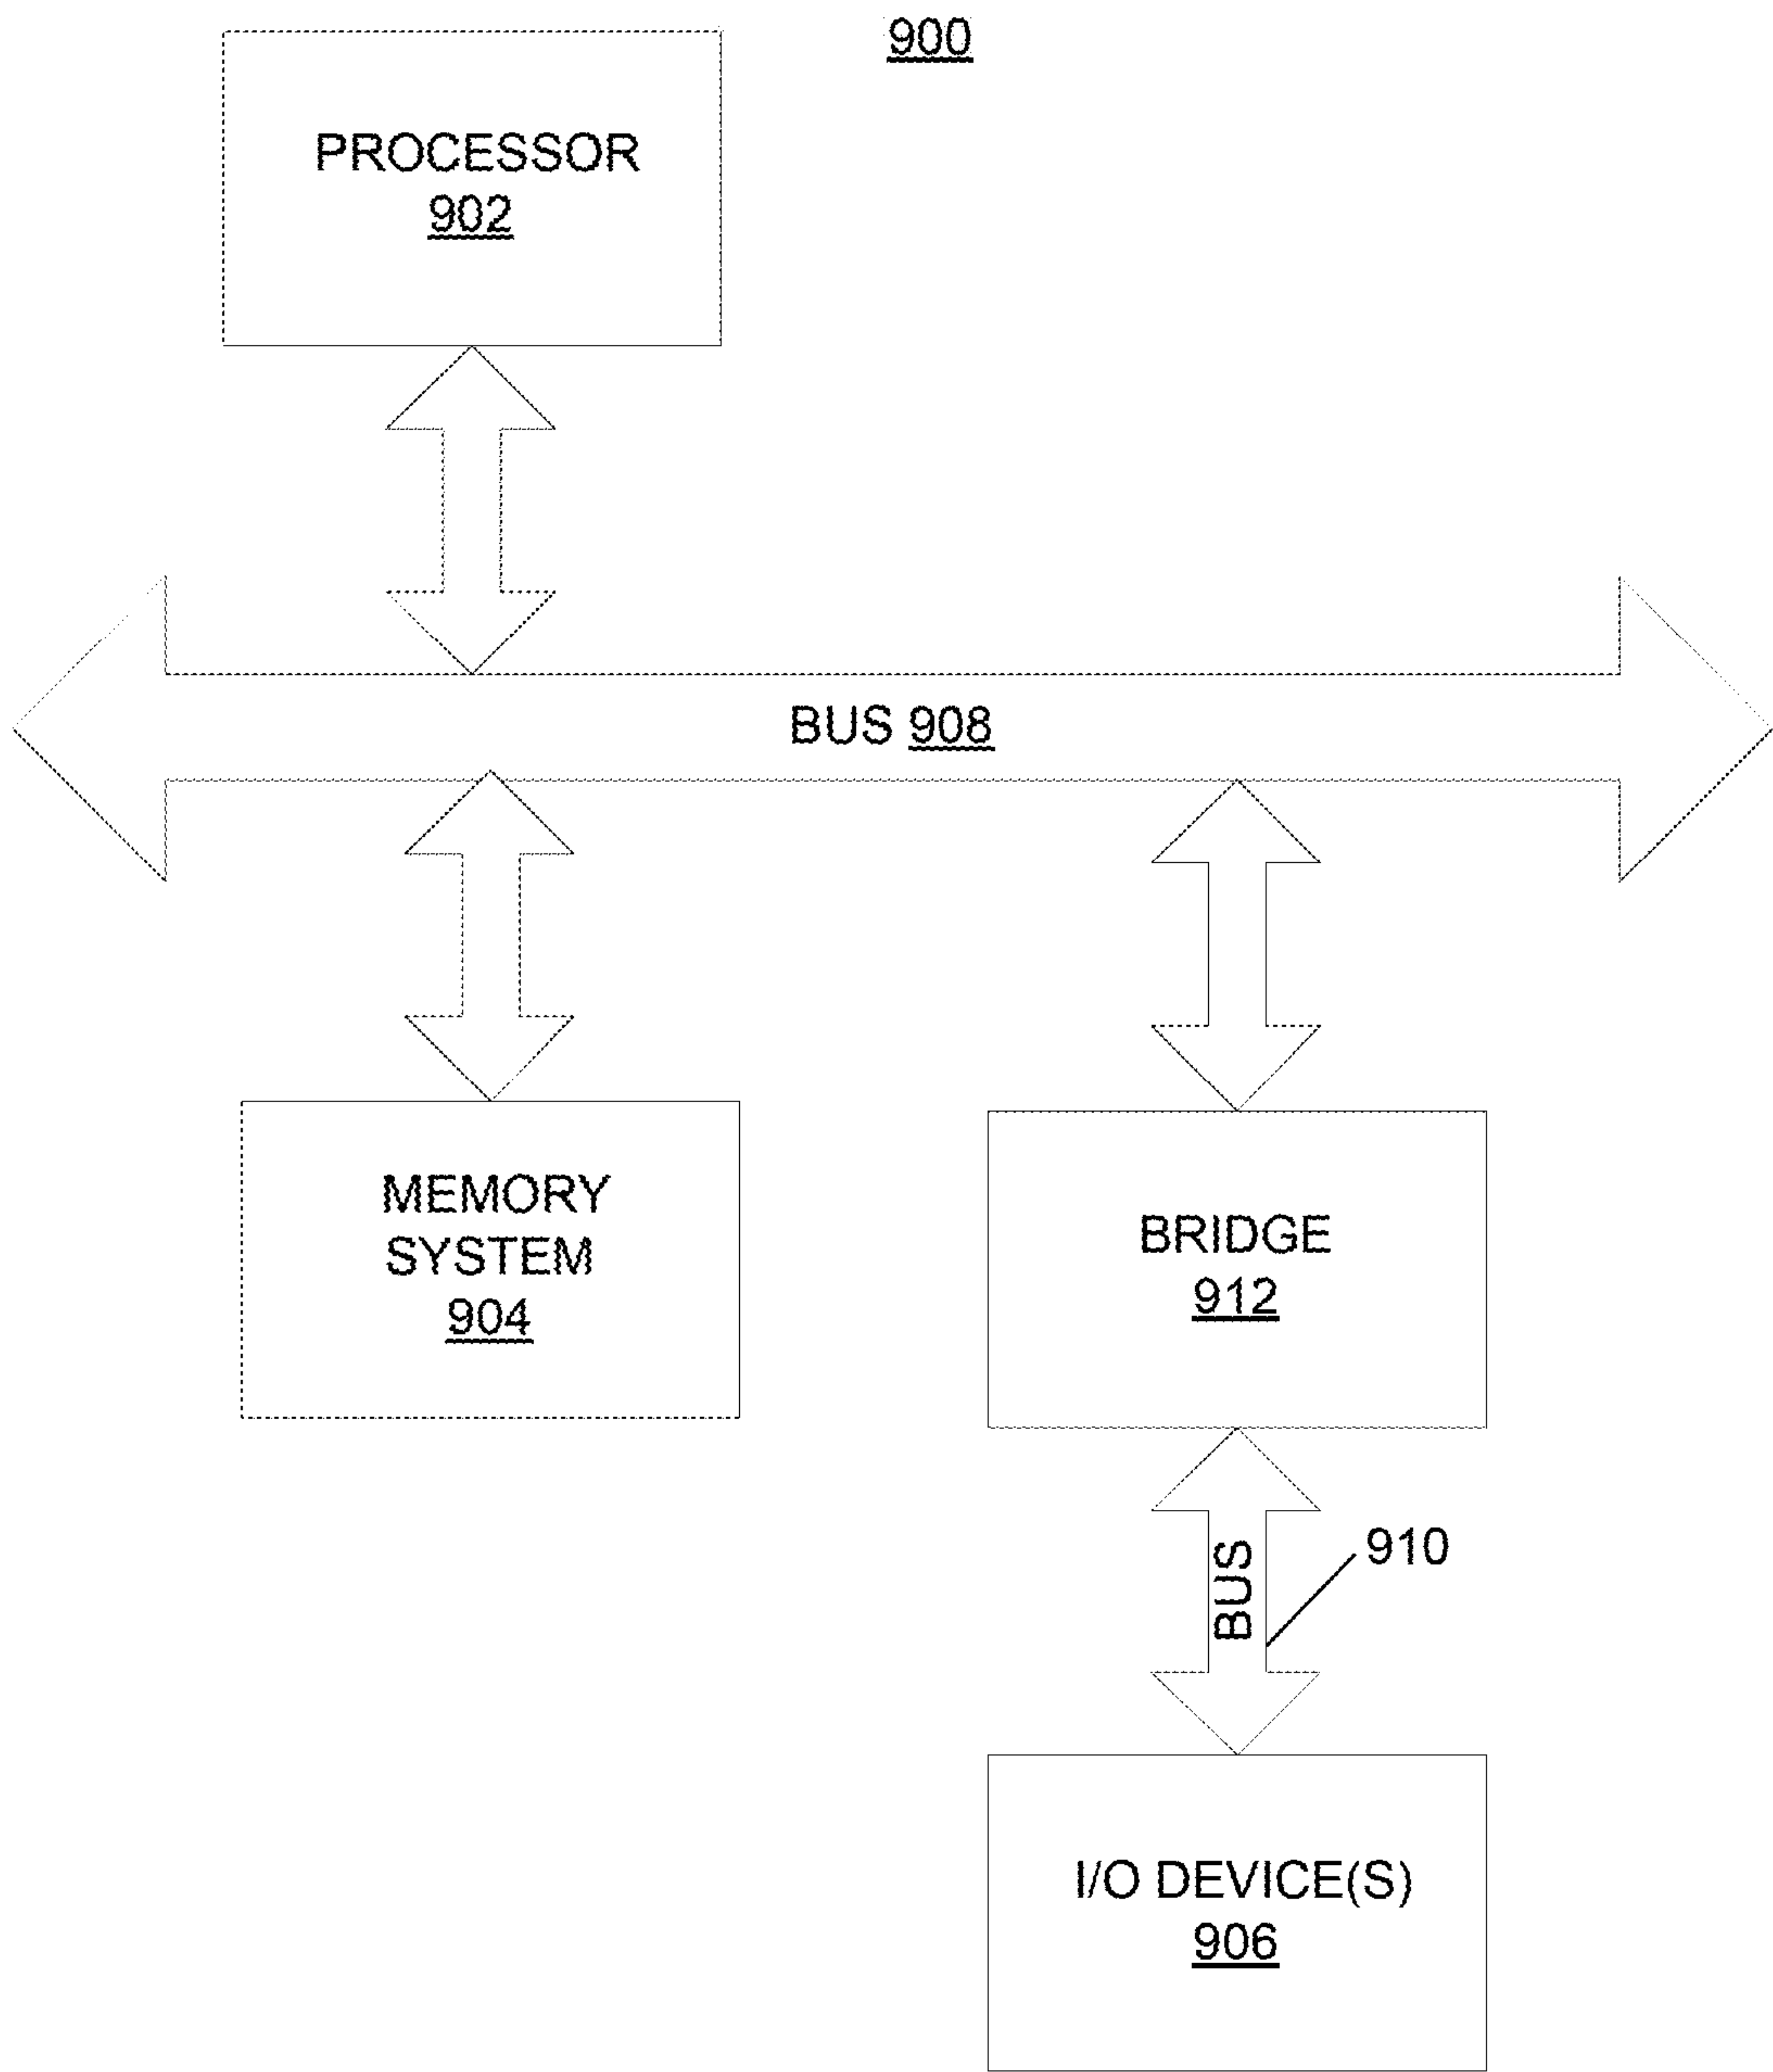 900
PROCESSOR
902
BUS 908
MEMORY
SYSTEM
904
BRIDGE
912
BUS
910
I/O DEVICE(S)
906